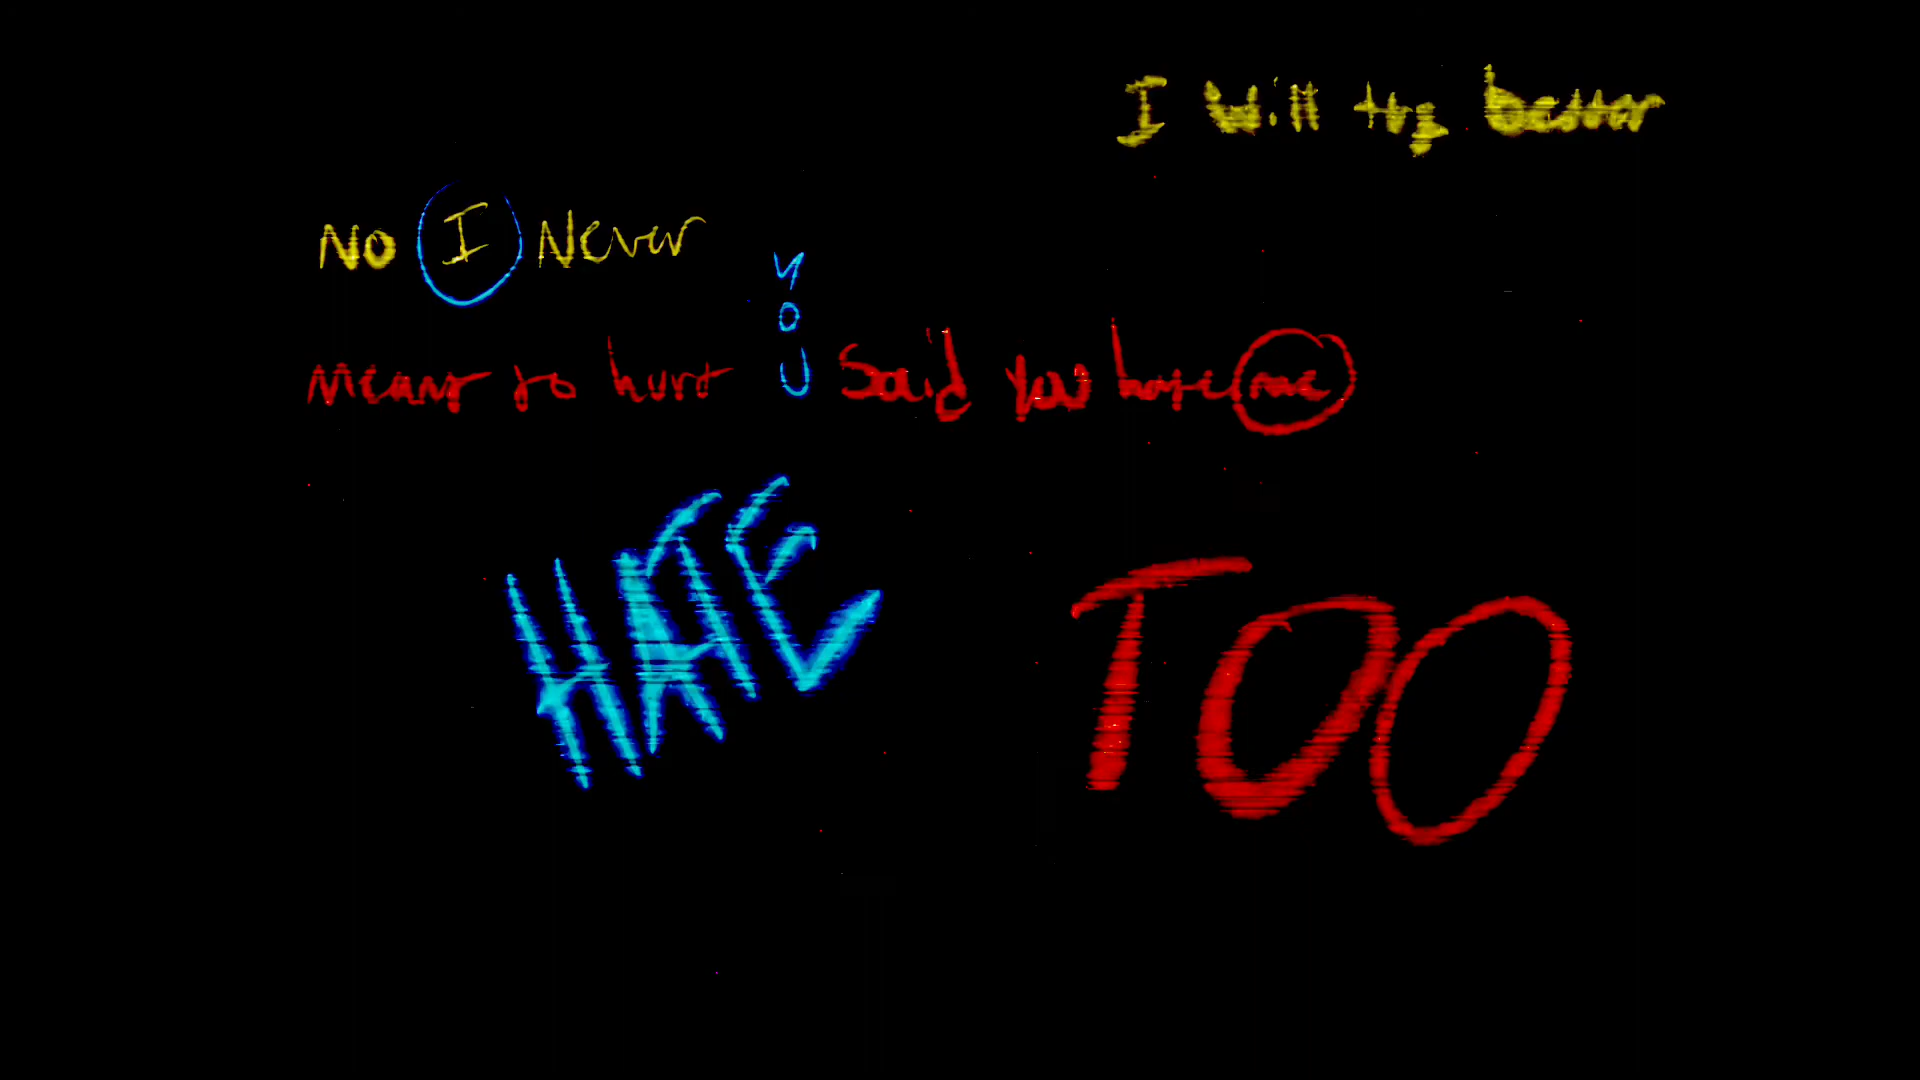 I will try better
No I Never
you
Meant to hurt Said you hate me
HATE TOO